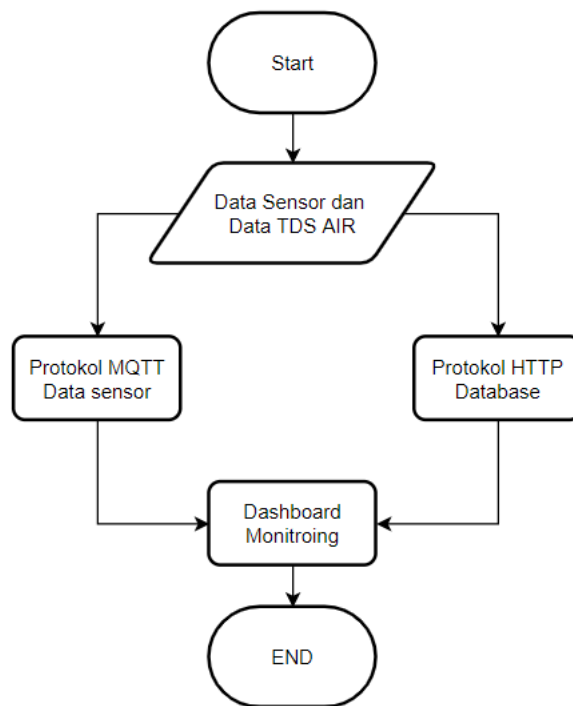 Start
Data Sensor dan
Data TDS AIR
Protokol MQTT
Data sensor
Protokol HTTP
Database
Dashboard
Monitroing
END